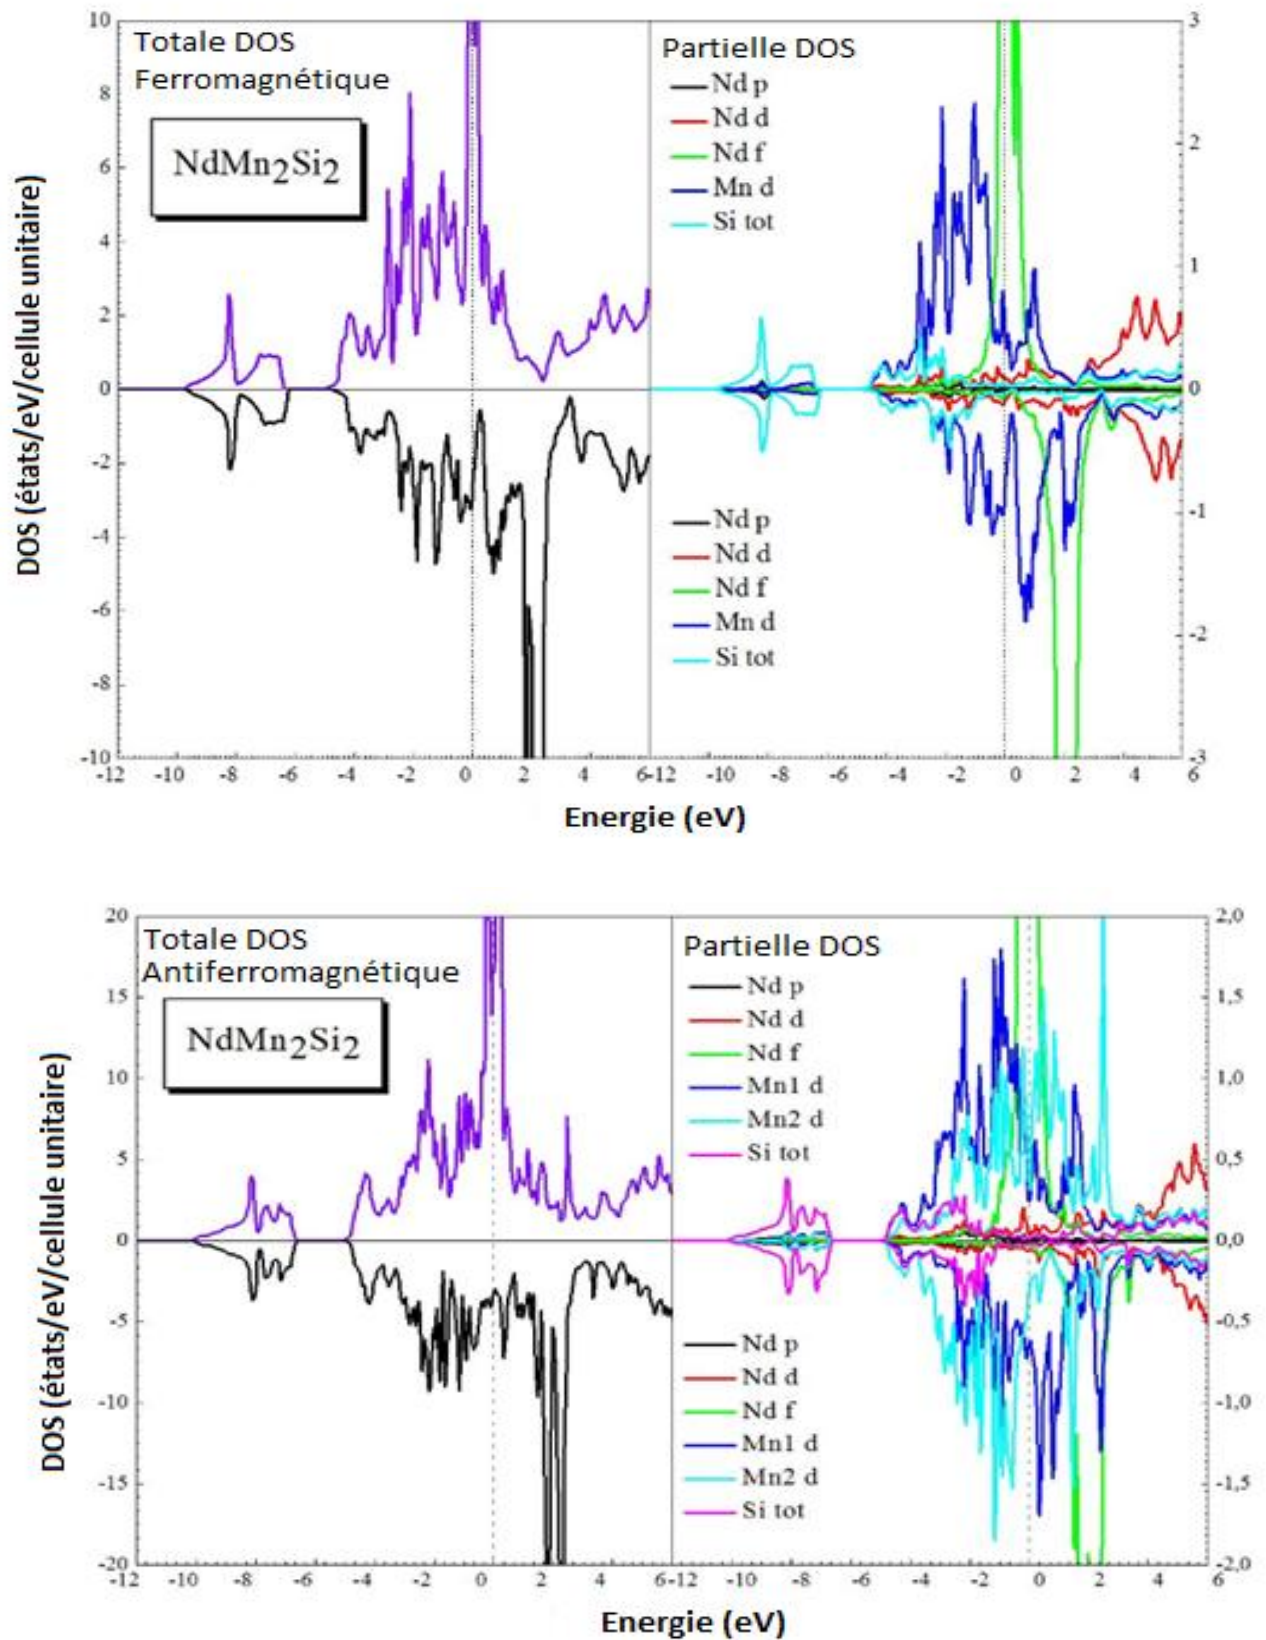 Totale DOS
Ferromagnétique
NdMn2Si2
Partielle DOS
Nd p
Nd d
Nd f
Mn d
Si tot
Nd p
Nd d
Nd f
Mn d
Si tot
10
8
6
4
2
0
-2
-4
-6
-8
-10
3
2
1
0
-1
-2
-3
-12 -10 -8 -6 -4 -2 0 2 4 6-12 -10 -8 -6 -4 -2 0 2 4 6
DOS (états/eV/cellule unitaire)
Energie (eV)
Totale DOS
Antiferromagnétique
NdMn2Si2
Partielle DOS
Nd p
Nd d
Nd f
Mn1 d
Mn2 d
Si tot
Nd p
Nd d
Nd f
Mn1 d
Mn2 d
Si tot
20
15
10
5
0
-5
-10
-15
-20
2,0
1,5
1,0
0,5
0,0
-0,5
-1,0
-1,5
-2,0
-12 -10 -8 -6 -4 -2 0 2 4 6-12 -10 -8 -6 -4 -2 0 2 4 6
DOS (états/eV/cellule unitaire)
Energie (eV)